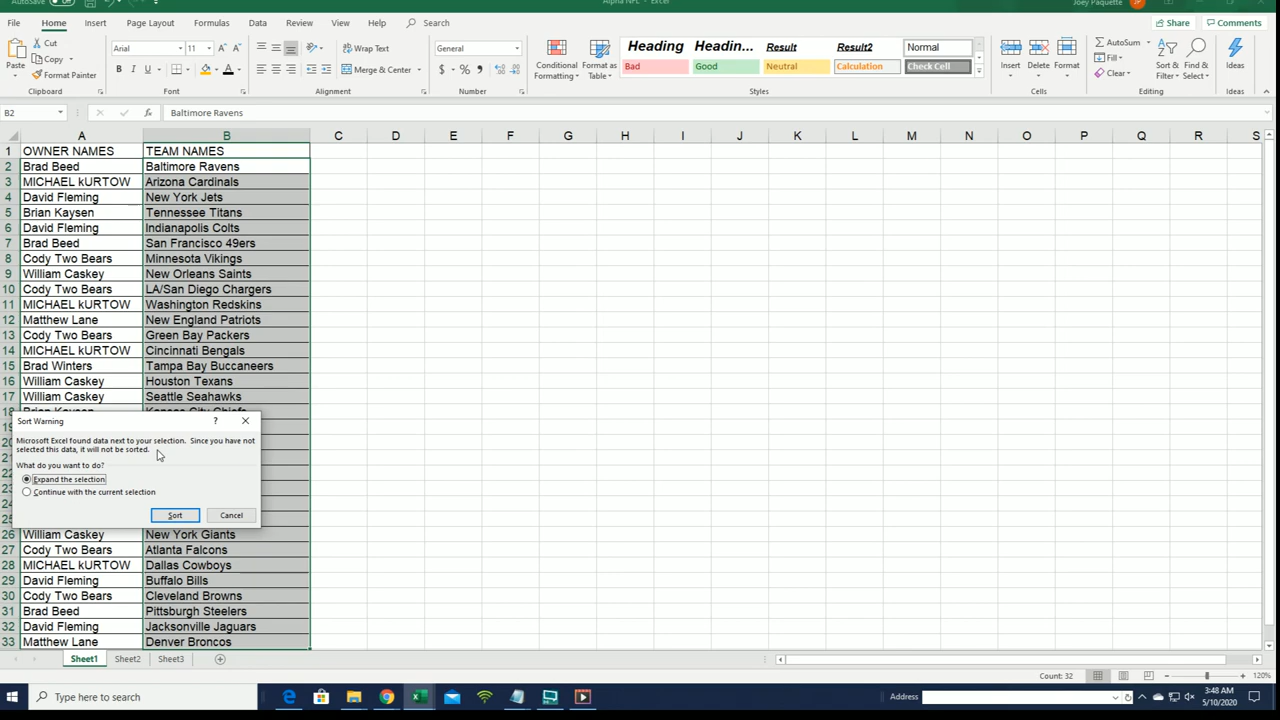 AutoSave Off
Alpha NFL - Excel
Joey Paquette
JP
File Home Insert Page Layout Formulas Data Review View Help Search
Share Comments
Paste
Cut
Copy
Format Painter
Clipboard
Arial 11
B I U
Font
Wrap Text
Merge & Center
Alignment
General
$ % ,
Number
Conditional Formatting
Format as Table
Heading Headin... Result Result2 Normal
Bad Good Neutral Calculation Check Cell
Styles
Insert Delete Format
Cells
AutoSum
Fill
Clear
Sort & Filter
Find & Select
Editing
Ideas
Ideas
B2 fx Baltimore Ravens
A B C D E F G H I J K L M N O P Q R S
1 OWNER NAMES TEAM NAMES
2 Brad Beed Baltimore Ravens
3 MICHAEL kURTOW Arizona Cardinals
4 David Fleming New York Jets
5 Brian Kaysen Tennessee Titans
6 David Fleming Indianapolis Colts
7 Brad Beed San Francisco 49ers
8 Cody Two Bears Minnesota Vikings
9 William Caskey New Orleans Saints
10 Cody Two Bears LA/San Diego Chargers
11 MICHAEL kURTOW Washington Redskins
12 Matthew Lane New England Patriots
13 Cody Two Bears Green Bay Packers
14 MICHAEL kURTOW Cincinnati Bengals
15 Brad Winters Tampa Bay Buccaneers
16 William Caskey Houston Texans
17 William Caskey Seattle Seahawks
18 Brian Kaysen Kansas City Chiefs
Sort Warning ?
Microsoft Excel found data next to your selection. Since you have not
selected this data, it will not be sorted.
What do you want to do?
Expand the selection
Continue with the current selection
Sort Cancel
26 William Caskey New York Giants
27 Cody Two Bears Atlanta Falcons
28 MICHAEL kURTOW Dallas Cowboys
29 David Fleming Buffalo Bills
30 Cody Two Bears Cleveland Browns
31 Brad Beed Pittsburgh Steelers
32 David Fleming Jacksonville Jaguars
33 Matthew Lane Denver Broncos
Sheet1 Sheet2 Sheet3
Count: 32 120%
Type here to search
Address
3:48 AM
5/10/2020